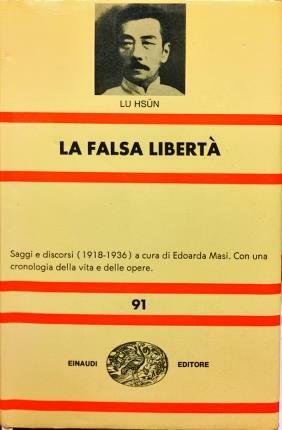 LU HSÜN
LA FALSA LIBERTÀ
Saggi e discorsi (1918-1936) a cura di Edoarda Masi. Con una
cronologia della vita e delle opere.
91
EINAUDI EDITORE